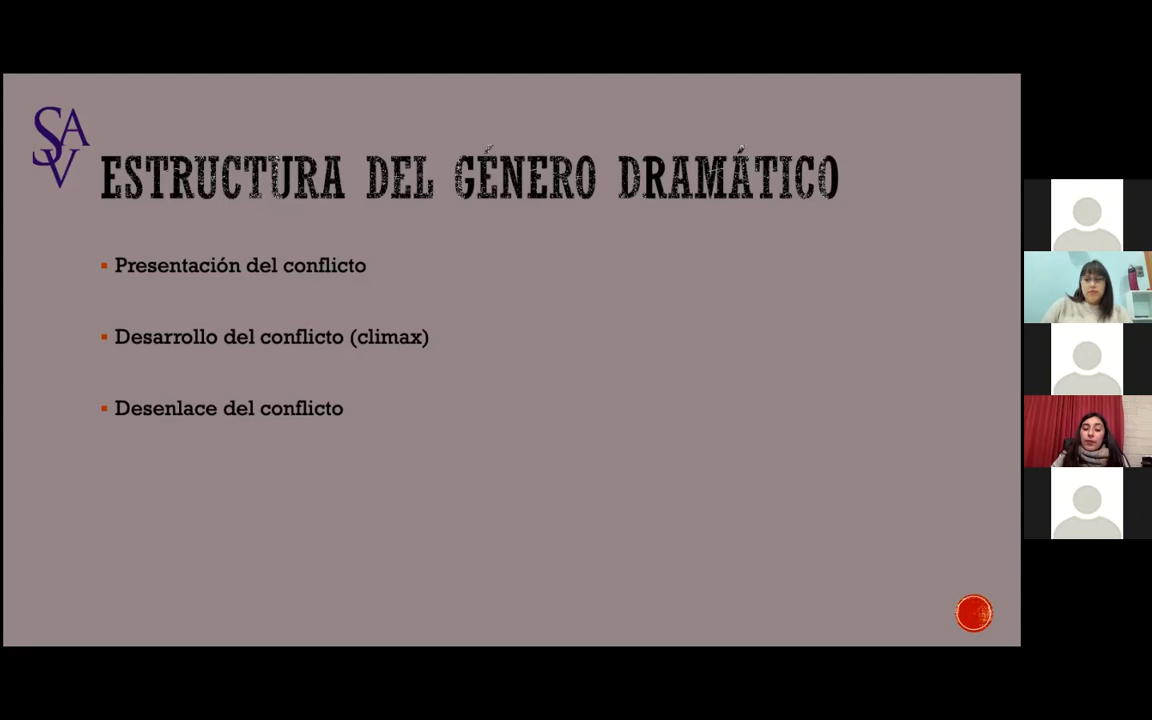 SAV
ESTRUCTURA DEL GÉNERO DRAMÁTICO
Presentación del conflicto
Desarrollo del conflicto (climax)
Desenlace del conflicto